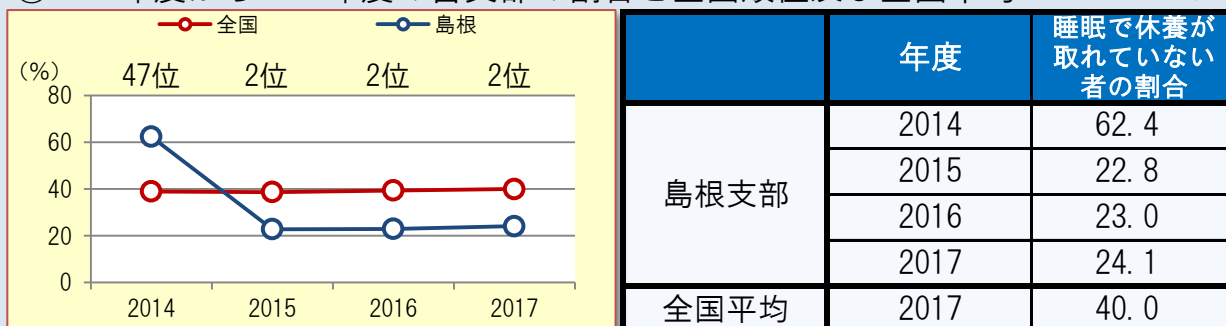 全国 島根
(%) 47位 2位 2位 2位
80
60
40
20
0
2014 2015 2016 2017
年度 睡眠で休養が
取れていない
者の割合
島根支部 2014 62.4
2015 22.8
2016 23.0
2017 24.1
全国平均 2017 40.0